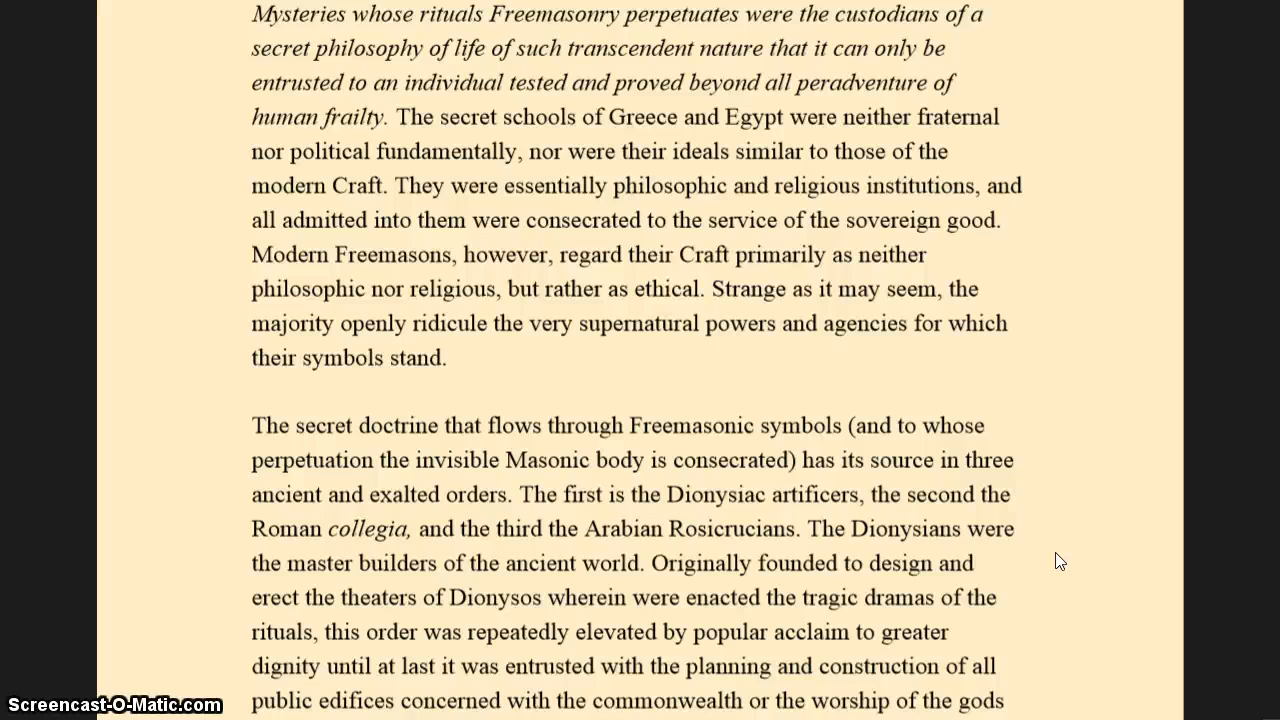 Mysteries whose rituals Freemasonry perpetuates were the custodians of a
secret philosophy of life of such transcendent nature that it can only be
entrusted to an individual tested and proved beyond all peradventure of
human frailty. The secret schools of Greece and Egypt were neither fraternal
nor political fundamentally, nor were their ideals similar to those of the
modern Craft. They were essentially philosophic and religious institutions, and
all admitted into them were consecrated to the service of the sovereign good.
Modern Freemasons, however, regard their Craft primarily as neither
philosophic nor religious, but rather as ethical. Strange as it may seem, the
majority openly ridicule the very supernatural powers and agencies for which
their symbols stand.
The secret doctrine that flows through Freemasonic symbols (and to whose
perpetuation the invisible Masonic body is consecrated) has its source in three
ancient and exalted orders. The first is the Dionysiac artificers, the second the
Roman collegia, and the third the Arabian Rosicrucians. The Dionysians were
the master builders of the ancient world. Originally founded to design and
erect the theaters of Dionysos wherein were enacted the tragic dramas of the
rituals, this order was repeatedly elevated by popular acclaim to greater
dignity until at last it was entrusted with the planning and construction of all
public edifices concerned with the commonwealth or the worship of the gods
Screencast-O-Matic.com